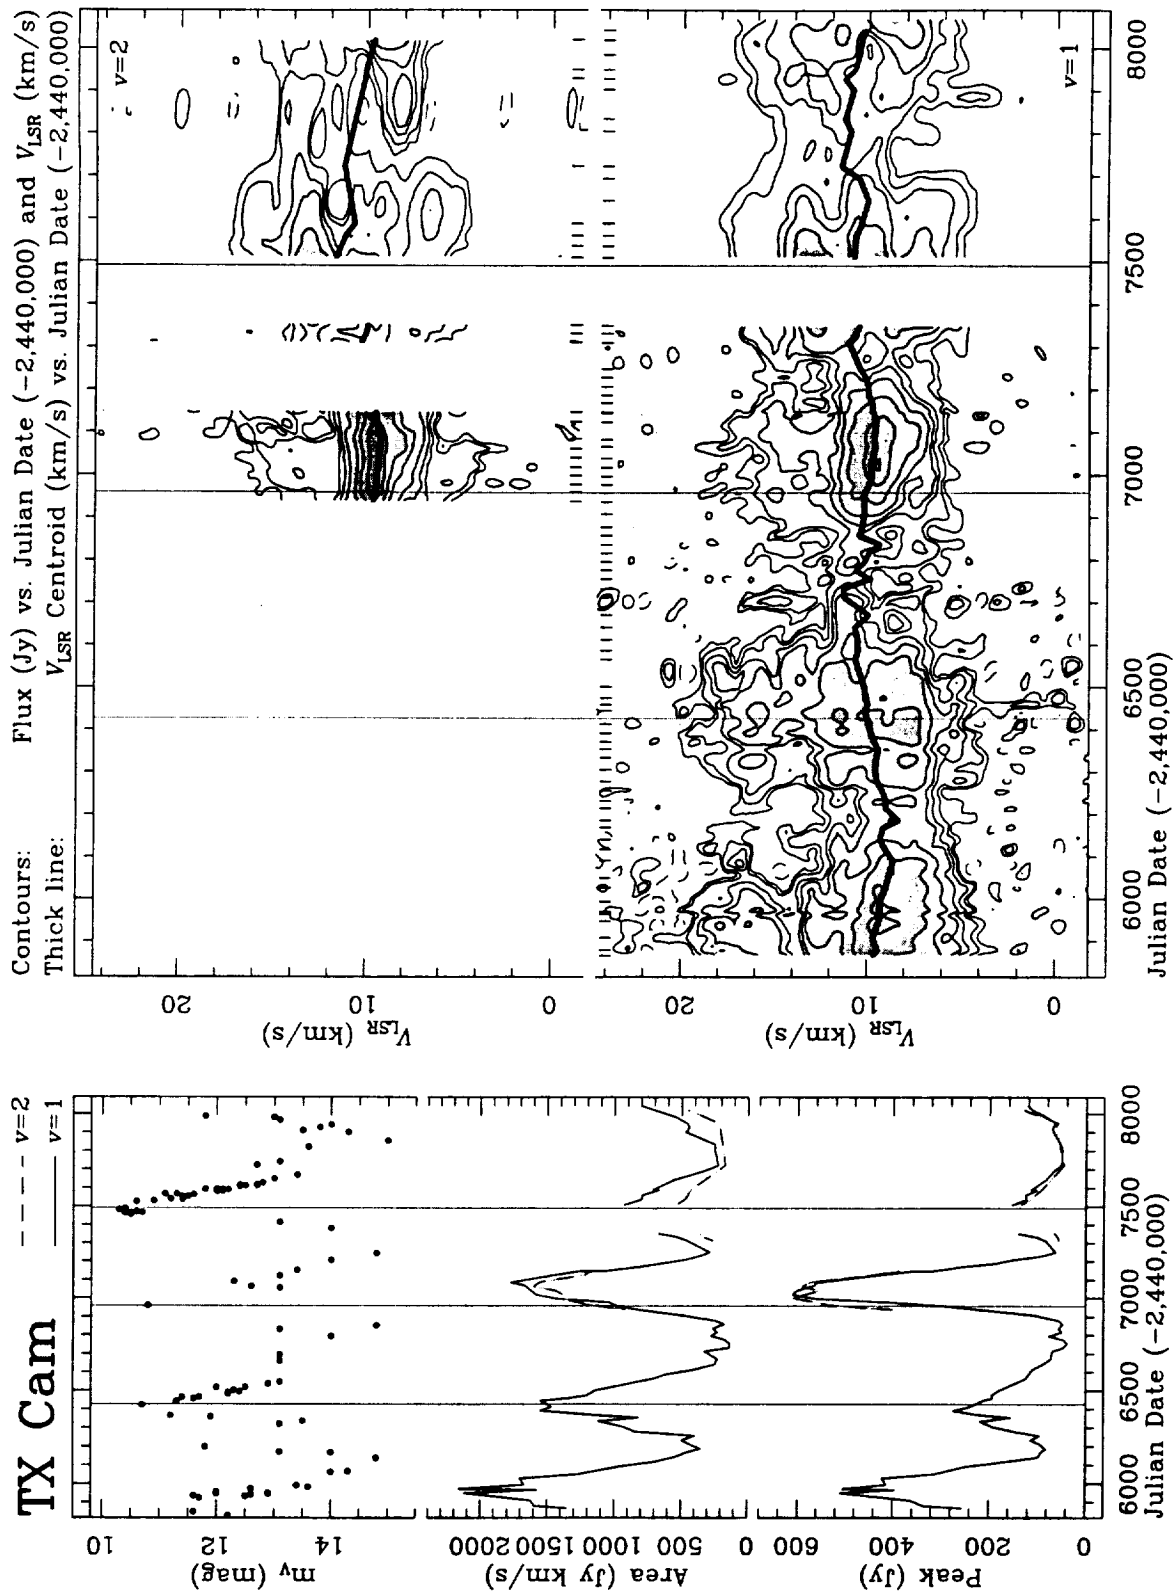 TX Cam
--- v=2
— v=1
10
12
14
m_v (mag)
2000
1500
1000
500
0
Area (Jy km/s)
600
400
200
0
Peak (Jy)
6000 6500 7000 7500 8000
Julian Date (−2,440,000)
Contours: Flux (Jy) vs. Julian Date (−2,440,000) and V_LSR (km/s)
Thick line: V_LSR Centroid (km/s) vs. Julian Date (−2,440,000)
v=2
20
10
0
V_LSR (km/s)
v=1
20
10
0
V_LSR (km/s)
6000 6500 7000 7500 8000
Julian Date (−2,440,000)